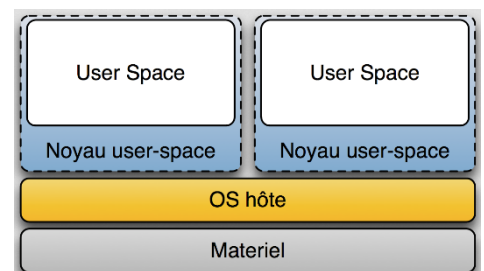 User Space
User Space
Noyau user-space
Noyau user-space
OS hôte
Materiel